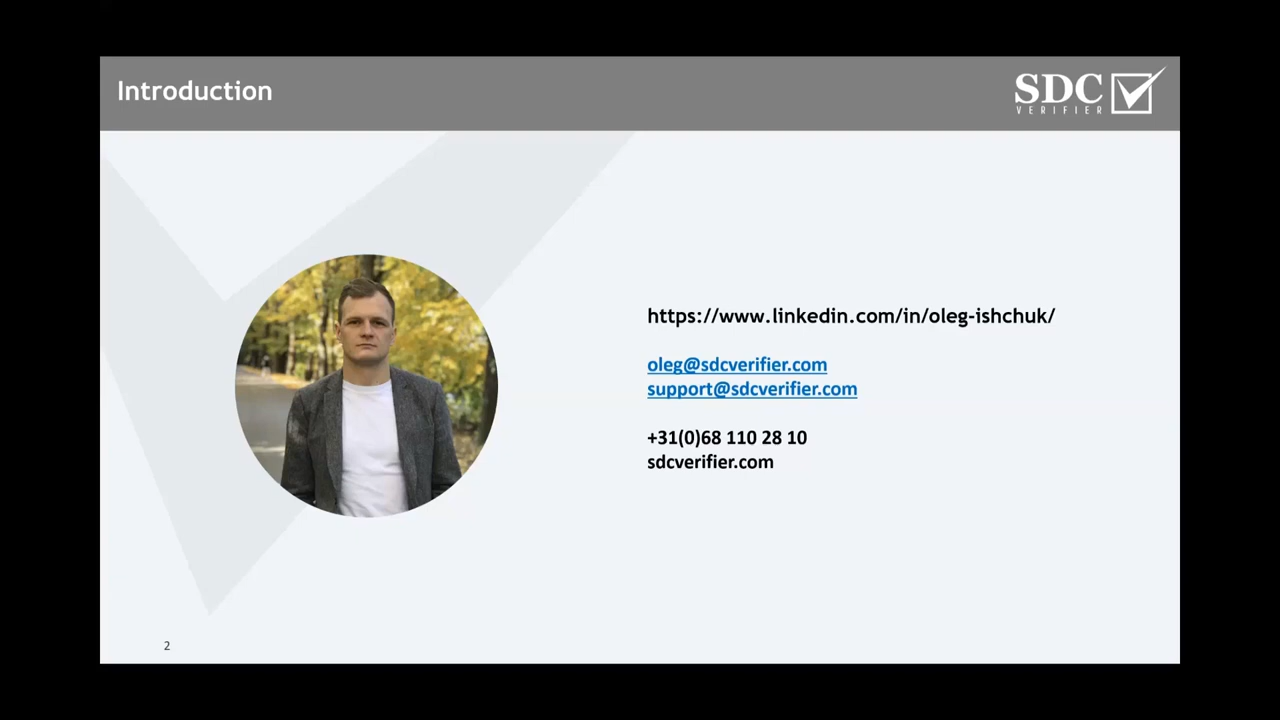 Introduction
SDC
VERIFIER
https://www.linkedin.com/in/oleg-ishchuk/
oleg@sdcverifier.com
support@sdcverifier.com
+31(0)68 110 28 10
sdcverifier.com
2